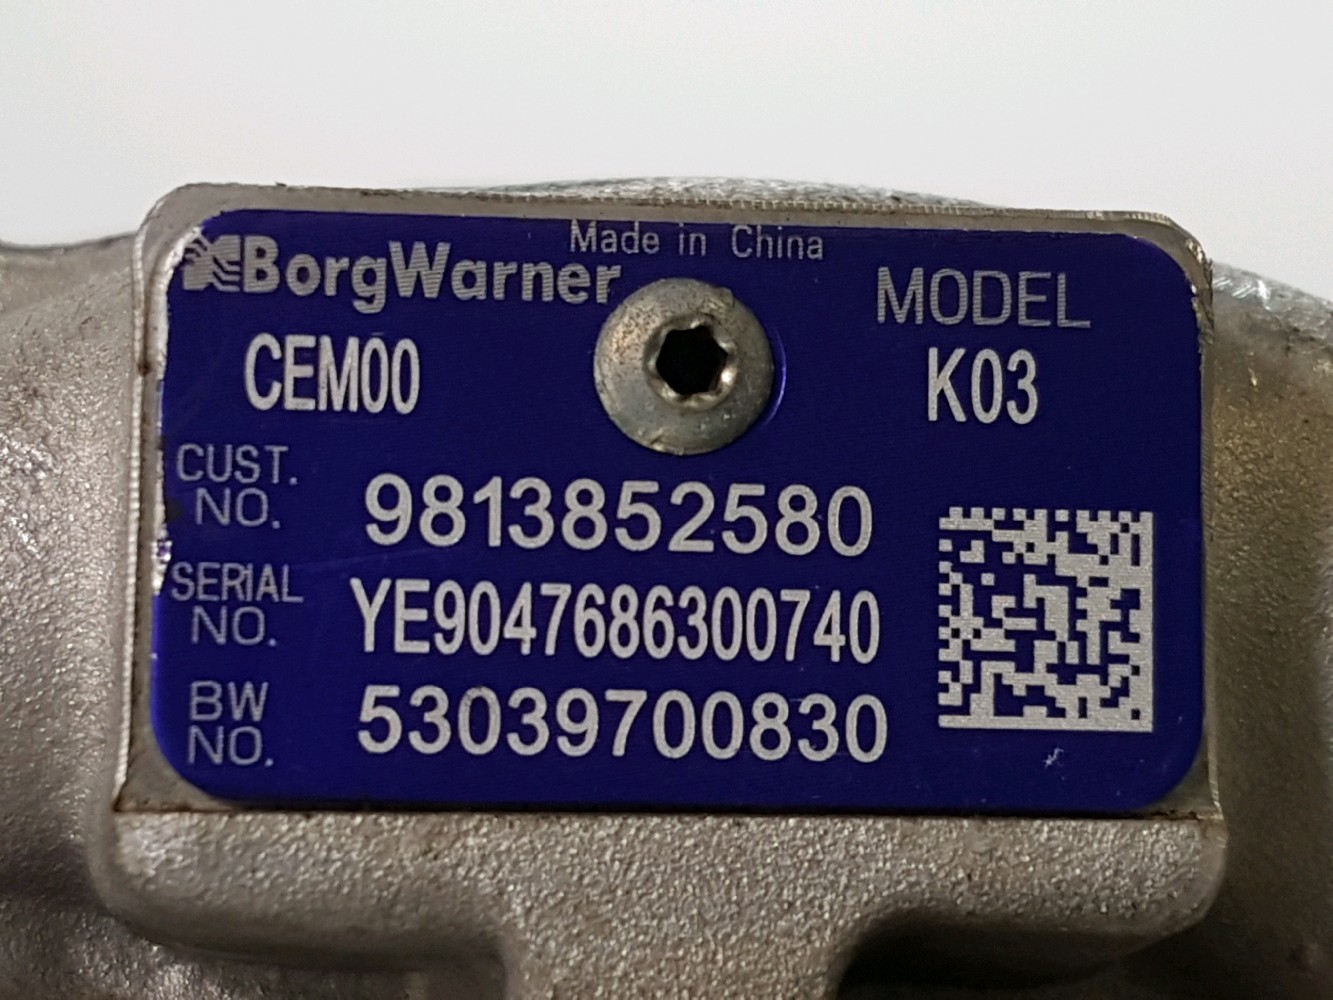 Made in China
BorgWarner
MODEL
CEM00
K03
CUST. NO. 9813852580
SERIAL NO. YE9047686300740
BW NO. 53039700830